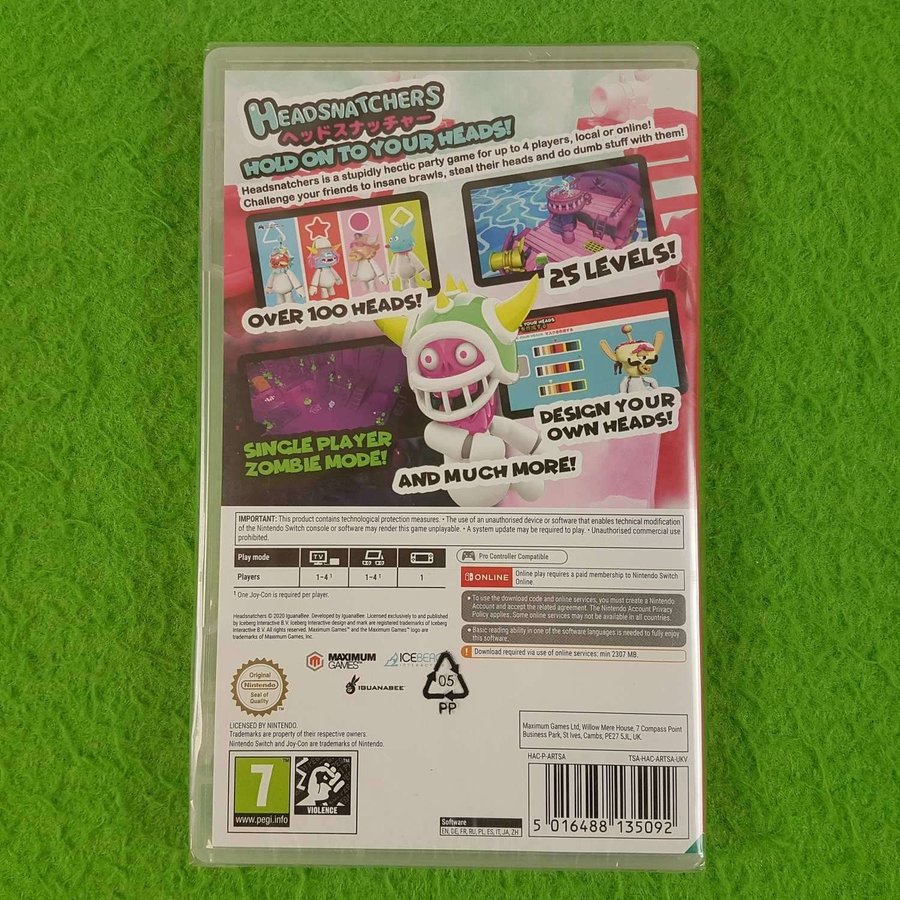 HEADSNATCHERS
ヘッドスナッチャー
HOLD ON TO YOUR HEADS!
Headsnatchers is a stupidly hectic party game for up to 4 players, local or online!
Challenge your friends to insane brawls, steal their heads and do dumb stuff with them!
OVER 100 HEADS!
25 LEVELS!
YOUR HEADS
SINGLE PLAYER
ZOMBIE MODE!
DESIGN YOUR
OWN HEADS!
AND MUCH MORE!
IMPORTANT: This product contains technological protection measures. • The use of an unauthorised device or software that enables technical modification
of the Nintendo Switch console or software may render this game unplayable. • A system update may be required to play. • Unauthorised commercial use
prohibited.
Play mode
TV
Players
1-4 ¹
1-4 ¹
1
¹ One Joy-Con is required per player.
Pro Controller Compatible
ONLINE
Online play requires a paid membership to Nintendo Switch
Online.
• To use the download code and online services, you must create a Nintendo
Account and accept the related agreement. The Nintendo Account Privacy
Policy applies. Some online services may not be available in all countries.
• Basic reading ability in one of the software languages is needed to fully enjoy
this software.
! Download required via use of online services: min 2307 MB.
Headsnatchers © 2020 IguanaBee. Developed by IguanaBee. Licensed exclusively to and published
by Iceberg Interactive B.V. Iceberg Interactive design and mark are registered trademarks of Iceberg
Interactive B.V. All rights reserved. Maximum Games™ and the Maximum Games™ logo are
trademarks of Maximum Games, Inc.
MAXIMUM
GAMES™
IGUANABEE
05
PP
Original
Nintendo
Seal of
Quality
TM
LICENSED BY NINTENDO.
Trademarks are property of their respective owners.
Nintendo Switch and Joy-Con are trademarks of Nintendo.
Maximum Games Ltd, Willow Mere House, 7 Compass Point
Business Park, St Ives, Cambs, PE27 5JL, UK.
HAC-P-ARTSA
TSA-HAC-ARTSA-UKV
7
TM
www.pegi.info
TM
VIOLENCE
Software
EN, DE, FR, RU, PL, ES, IT, JA, ZH
5 016488 135092